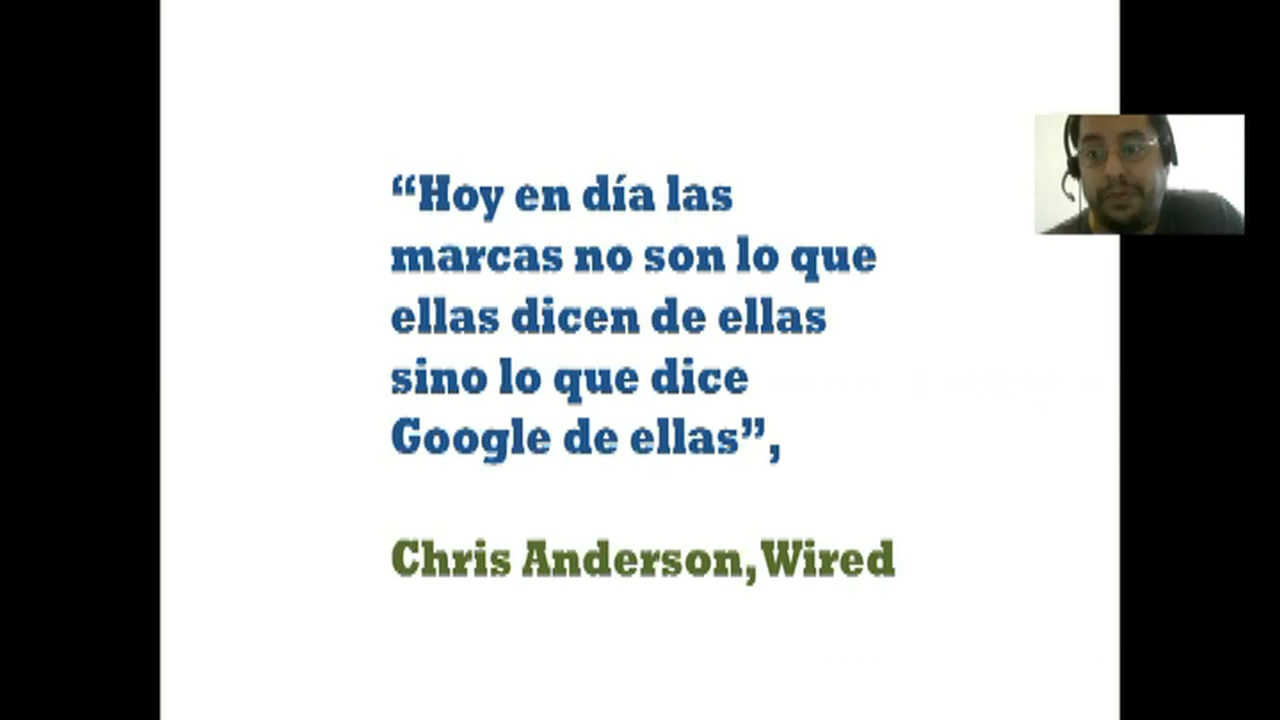 “Hoy en día las
marcas no son lo que
ellas dicen de ellas
sino lo que dice
Google de ellas”,
Chris Anderson, Wired